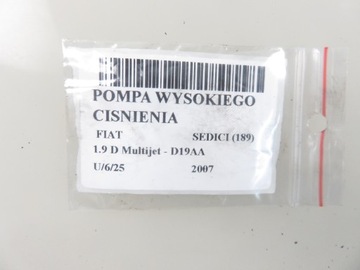 POMPA WYSOKIEGO
CISNIENIA
FIAT SEDICI (189)
1.9 D Multijet - D19AA
U/6/25 2007